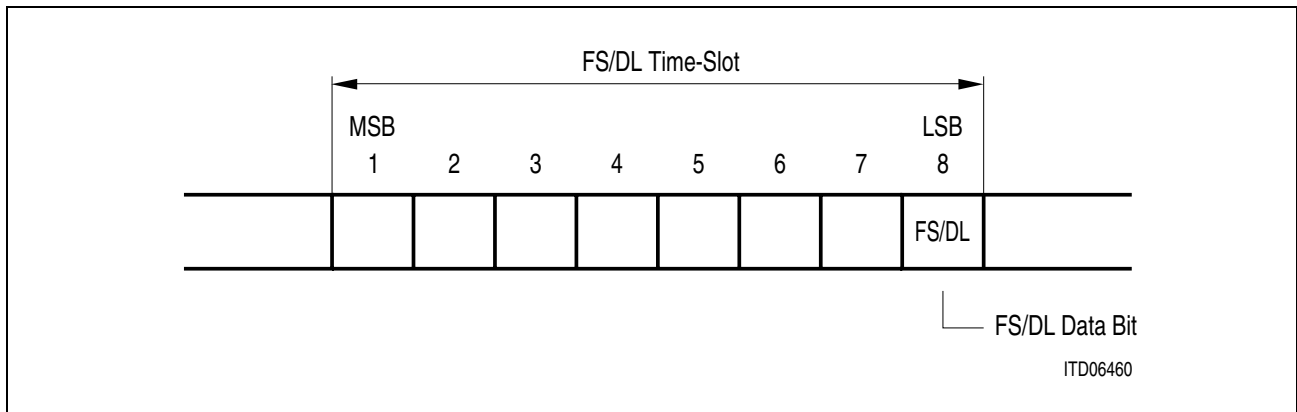 FS/DL Time-Slot
MSB LSB
1 2 3 4 5 6 7 8
FS/DL
FS/DL Data Bit
ITD06460